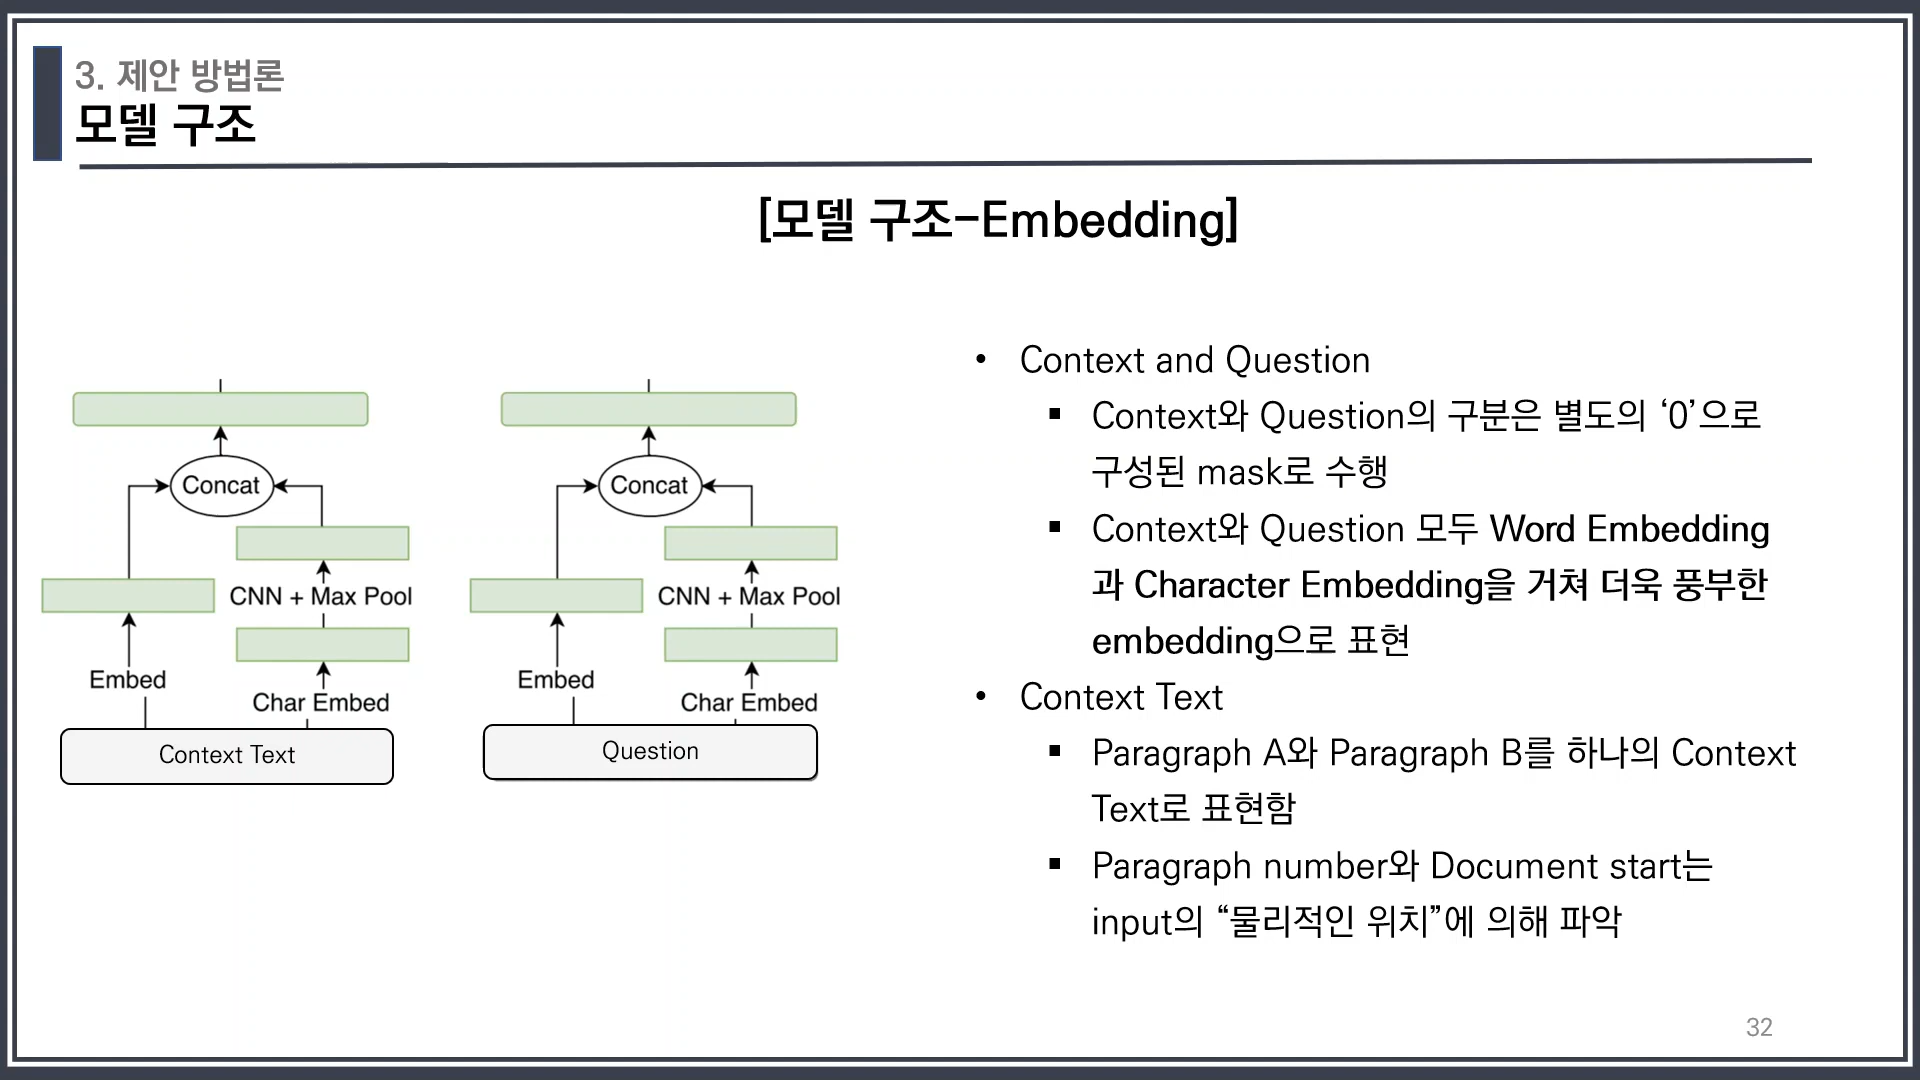 3. 제안 방법론
모델 구조
[모델 구조-Embedding]
Concat
CNN + Max Pool
Embed
Char Embed
Context Text
Concat
CNN + Max Pool
Embed
Char Embed
Question
• Context and Question
▪ Context와 Question의 구분은 별도의 ‘0’으로
구성된 mask로 수행
▪ Context와 Question 모두 Word Embedding
과 Character Embedding을 거쳐 더욱 풍부한
embedding으로 표현
• Context Text
▪ Paragraph A와 Paragraph B를 하나의 Context
Text로 표현함
▪ Paragraph number와 Document start는
input의 “물리적인 위치”에 의해 파악
32